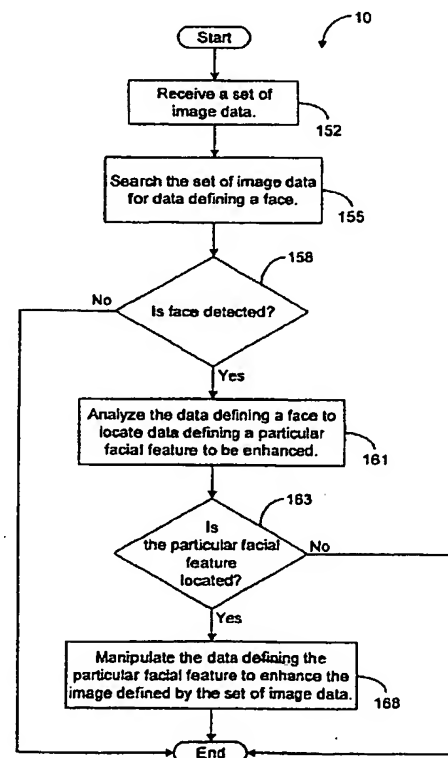 10
Start
Receive a set of
image data.
152
Search the set of image data
for data defining a face.
155
158
No
Is face detected?
Yes
Analyze the data defining a face to
locate data defining a particular
facial feature to be enhanced.
161
163
Is
the particular facial
feature
located?
No
Yes
Manipulate the data defining the
particular facial feature to enhance the
image defined by the set of image data.
168
End